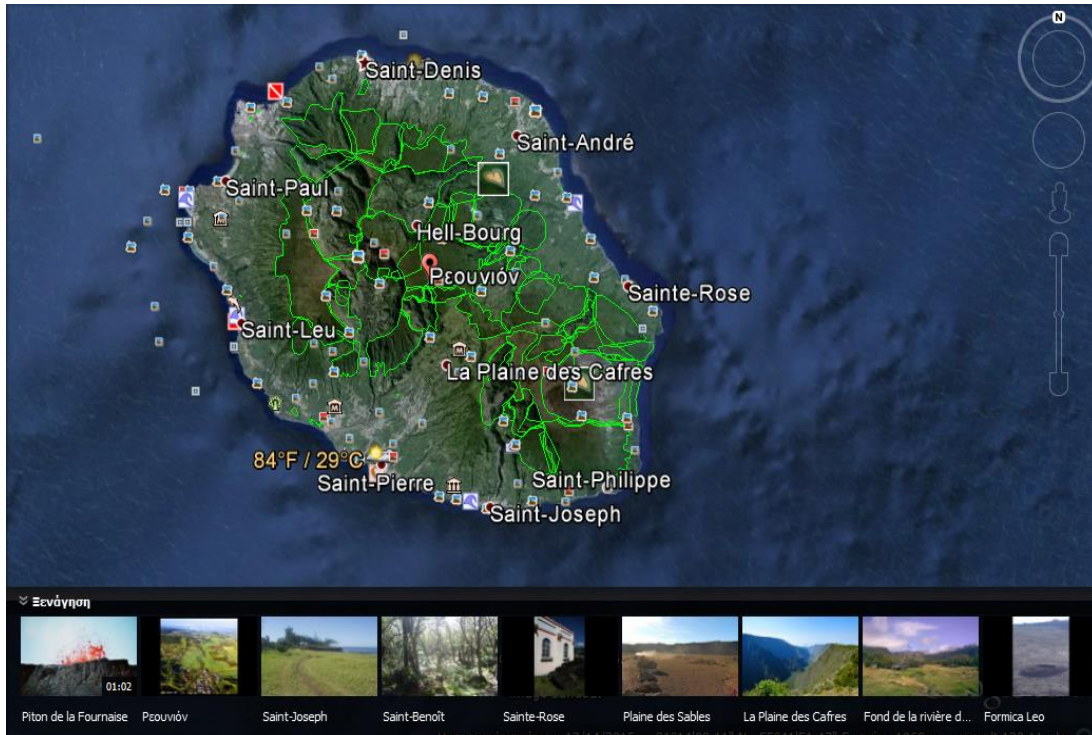 N
Saint-Denis
Saint-André
Saint-Paul
Hell-Bourg
Ρεουνιόν
Sainte-Rose
Saint-Leu
La Plaine des Cafres
84°F / 29°C
Saint-Pierre
Saint-Philippe
Saint-Joseph
Ξενάγηση
01:02
Piton de la Fournaise
Ρεουνιόν
Saint-Joseph
Saint-Benoît
Sainte-Rose
Plaine des Sables
La Plaine des Cafres
Fond de la rivière d...
Formica Leo